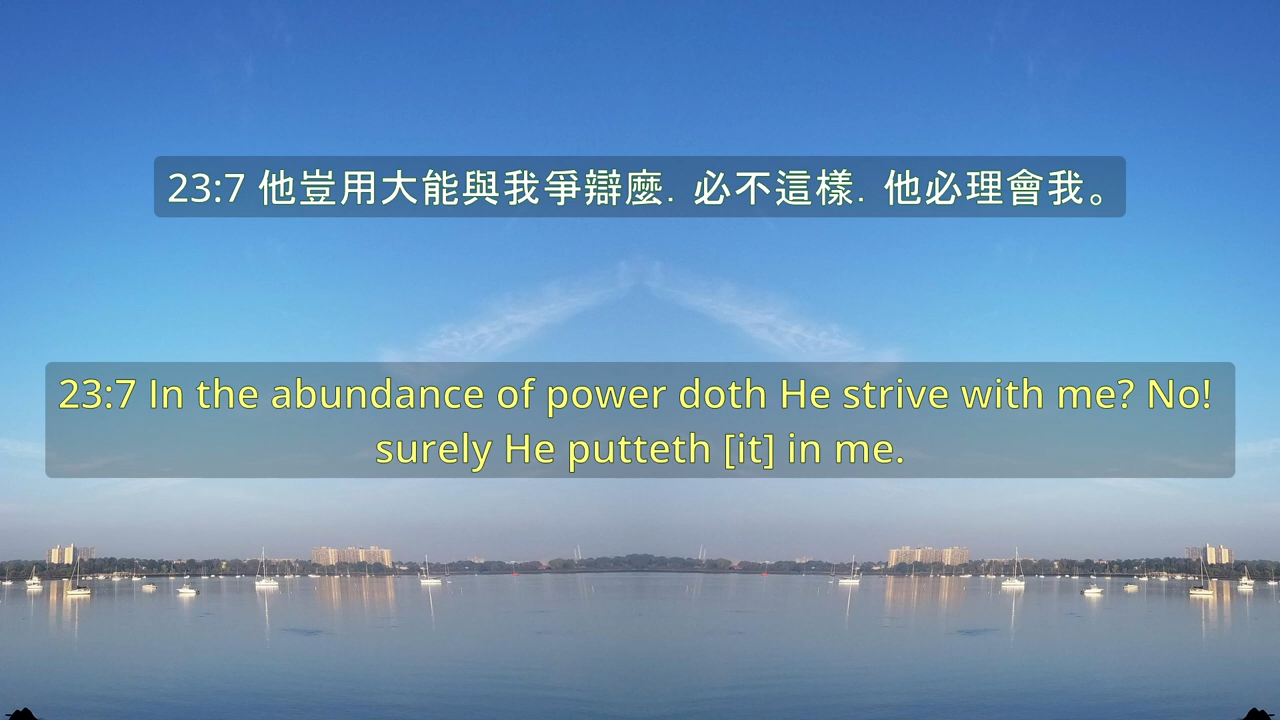 23:7 他豈用大能與我爭辯麼．必不這樣．他必理會我。
23:7 In the abundance of power doth He strive with me? No!
surely He putteth [it] in me.